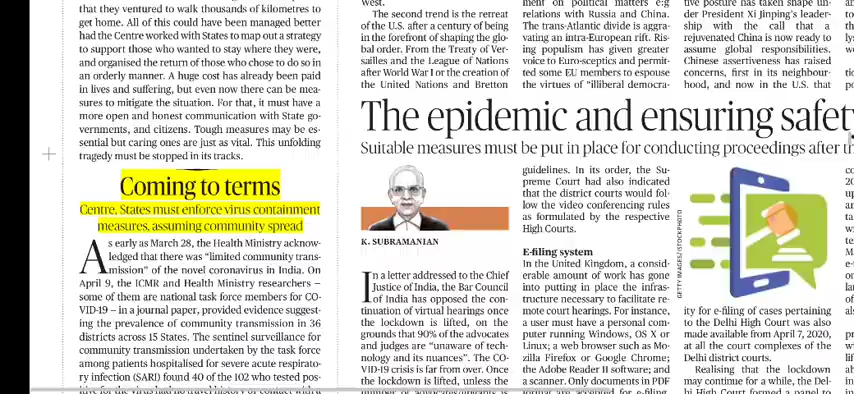 that they ventured to walk thousands of kilometres to
get home. All of this could have been managed better
had the Centre worked with States to map out a strategy
to support those who wanted to stay where they were,
and organised the return of those who chose to do so in
an orderly manner. A huge cost has already been paid
in lives and suffering, but even now there can be mea-
sures to mitigate the situation. For that, it must have a
more open and honest communication with State go-
vernments, and citizens. Tough measures may be es-
sential but caring ones are just as vital. This unfolding
tragedy must be stopped in its tracks.
Coming to terms
Centre, States must enforce virus containment
measures, assuming community spread
As early as March 28, the Health Ministry acknow-
ledged that there was “limited community trans-
mission” of the novel coronavirus in India. On
April 9, the ICMR and Health Ministry researchers –
some of them are national task force members for CO-
VID-19 – in a journal paper, provided evidence suggest-
ing the prevalence of community transmission in 36
districts across 15 States. The sentinel surveillance for
community transmission undertaken by the task force
among patients hospitalised for severe acute respirato-
ry infection (SARI) found 40 of the 102 who tested pos-
West.
The second trend is the retreat
of the U.S. after a century of being
in the forefront of shaping the glo-
bal order. From the Treaty of Ver-
sailles and the League of Nations
after World War I or the creation of
the United Nations and Bretton
ment on political matters e:g
relations with Russia and China.
The trans-Atlantic divide is aggra-
vating an intra-European rift. Ris-
ing populism has given greater
voice to Euro-sceptics and permit-
ted some EU members to espouse
the virtues of “illiberal democra-
tive posture has taken shape un-
der President Xi Jinping's leader-
ship with the call that a
rejuvenated China is now ready to
assume global responsibilities.
Chinese assertiveness has raised
concerns, first in its neighbour-
hood, and now in the U.S. that
The epidemic and ensuring safety
Suitable measures must be put in place for conducting proceedings after
K. SUBRAMANIAN
In a letter addressed to the Chief
Justice of India, the Bar Council
of India has opposed the con-
tinuation of virtual hearings once
the lockdown is lifted, on the
grounds that 90% of the advocates
and judges are “unaware of tech-
nology and its nuances”. The CO-
VID-19 crisis is far from over. Once
the lockdown is lifted, unless the
guidelines. In its order, the Su-
preme Court had also indicated
that the district courts would fol-
low the video conferencing rules
as formulated by the respective
High Courts.
E-filing system
In the United Kingdom, a consid-
erable amount of work has gone
into putting in place the infras-
tructure necessary to facilitate re-
mote court hearings. For instance,
a user must have a personal com-
puter running Windows, OS X or
Linux; a web browser such as Mo-
zilla Firefox or Google Chrome;
the Adobe Reader II software; and
a scanner. Only documents in PDF
format are accepted for e-filing.
GETTY IMAGES/ISTOCKPHOTO
ity for e-filing of cases pertaining
to the Delhi High Court was also
made available from April 7, 2020,
at all the court complexes of the
Delhi district courts.
Realising that the lockdown
may continue for a while, the Del-
hi High Court formed a panel to